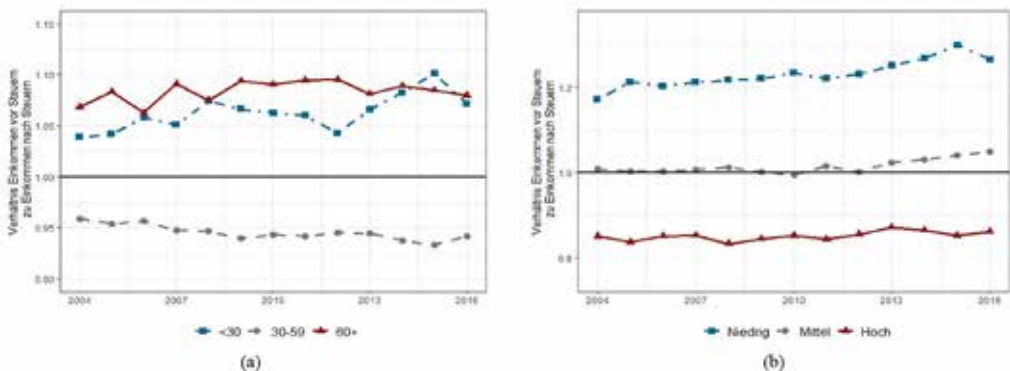 Verhältnis Einkommen vor Steuern
zu Einkommen nach Steuern
1.15
1.10
1.05
1.00
0.95
0.90
2004 2007 2010 2013 2016
<30 30-59 60+
(a)
Verhältnis Einkommen vor Steuern
zu Einkommen nach Steuern
1.2
1.0
0.8
2004 2007 2010 2013 2016
Niedrig Mittel Hoch
(b)